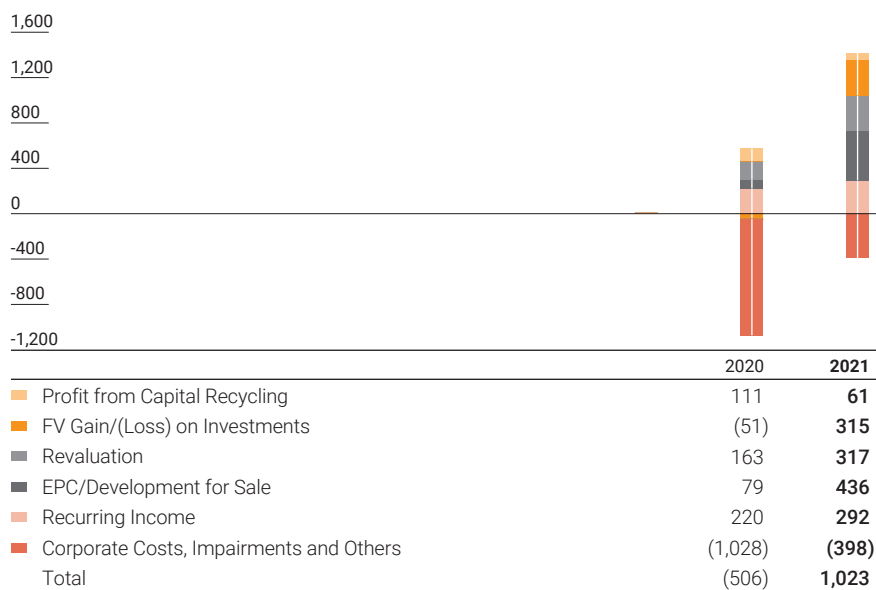 1,600
1,200
800
400
0
-400
-800
-1,200
2020 2021
Profit from Capital Recycling 111 61
FV Gain/(Loss) on Investments (51) 315
Revaluation 163 317
EPC/Development for Sale 79 436
Recurring Income 220 292
Corporate Costs, Impairments and Others (1,028) (398)
Total (506) 1,023